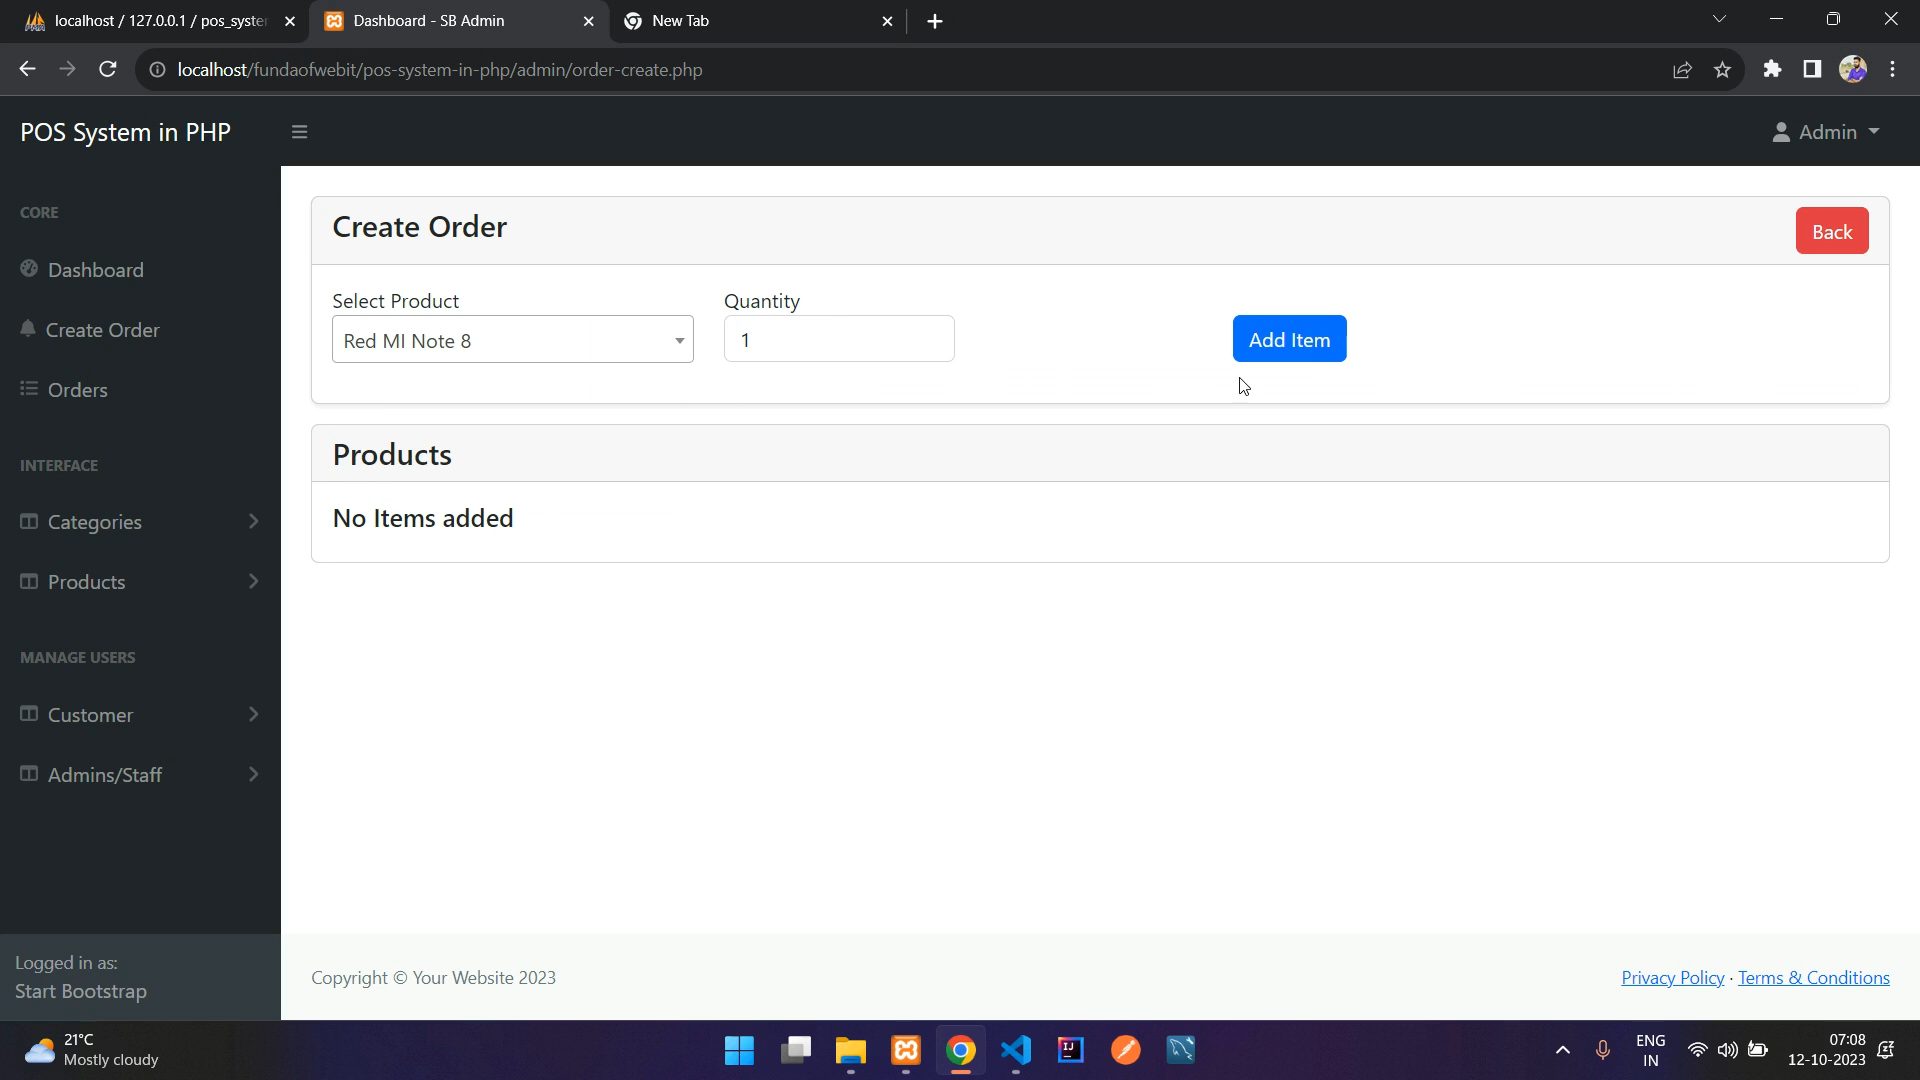 localhost / 127.0.0.1 / pos_syste
Dashboard - SB Admin
New Tab
localhost/fundaofwebit/pos-system-in-php/admin/order-create.php
POS System in PHP
Admin
CORE
Dashboard
Create Order
Orders
INTERFACE
Categories
Products
MANAGE USERS
Customer
Admins/Staff
Logged in as:
Start Bootstrap
Create Order
Back
Select Product
Quantity
Red MI Note 8
1
Add Item
Products
No Items added
Copyright © Your Website 2023
Privacy Policy · Terms & Conditions
21°C
Mostly cloudy
IJ
ENG
IN
07:08
12-10-2023